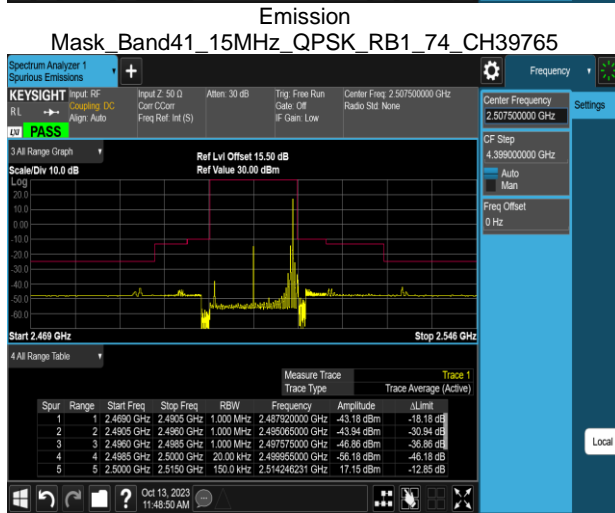 Emission
Mask_Band41_15MHz_QPSK_RB1_74_CH39765
Spectrum Analyzer 1
Spurious Emissions
Frequency
KEYSIGHT Input: RF Input Z: 50 Ω Atten: 30 dB Trig: Free Run Center Freq: 2.507500000 GHz
R L Coupling: DC Corr CCorr Gate: Off Radio Std: None
Align: Auto Freq Ref: Int (S) IF Gain: Low
LXI PASS
Center Frequency
2.507500000 GHz
Settings
CF Step
4.399000000 GHz
Auto
Man
Freq Offset
0 Hz
Local
3 All Range Graph
Ref Lvl Offset 15.50 dB
Scale/Div 10.0 dB Ref Value 30.00 dBm
Log
20.0
10.0
0.00
-10.0
-20.0
-30.0
-40.0
-50.0
-60.0
Start 2.469 GHz Stop 2.546 GHz
4 All Range Table
Measure Trace Trace 1
Trace Type Trace Average (Active)
Spur Range Start Freq Stop Freq RBW Frequency Amplitude ΔLimit
1 1 2.4690 GHz 2.4905 GHz 1.000 MHz 2.487920000 GHz -43.18 dBm -18.18 dB
2 2 2.4905 GHz 2.4960 GHz 1.000 MHz 2.495065000 GHz -43.94 dBm -30.94 dB
3 3 2.4960 GHz 2.4985 GHz 1.000 MHz 2.497575000 GHz -46.86 dBm -36.86 dB
4 4 2.4985 GHz 2.5000 GHz 20.00 kHz 2.499955000 GHz -56.18 dBm -46.18 dB
5 5 2.5000 GHz 2.5150 GHz 150.0 kHz 2.514246231 GHz 17.15 dBm -12.85 dB
Oct 13, 2023
11:48:50 AM